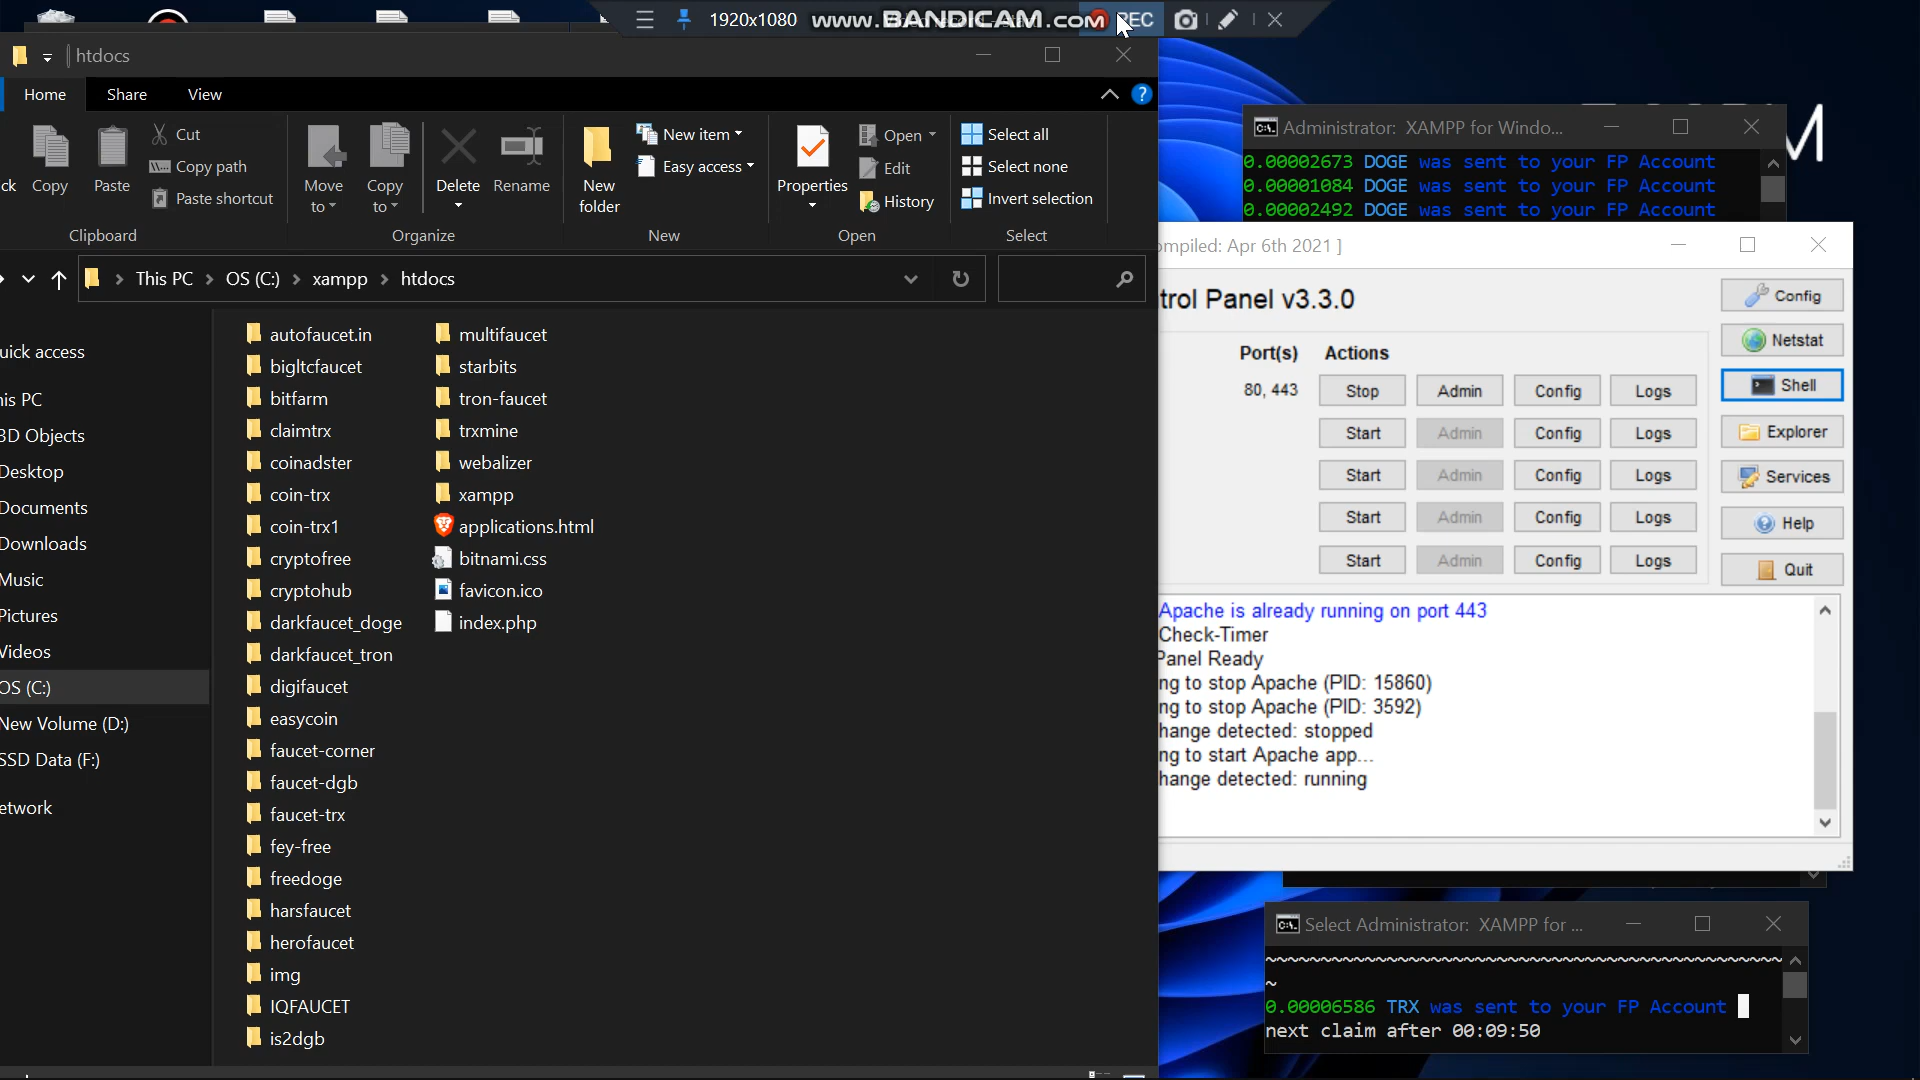 1920x1080
www.BANDICAM.com
REC
htdocs
Home
Share
View
ck
Copy
Paste
Cut
Copy path
Paste shortcut
Clipboard
Move
to
Copy
to
Delete
Rename
Organize
New
folder
New item
Easy access
New
Properties
Open
Edit
History
Open
Select all
Select none
Invert selection
Select
This PC
OS (C:)
xampp
htdocs
uick access
is PC
3D Objects
Desktop
Documents
Downloads
Music
Pictures
Videos
OS (C:)
New Volume (D:)
SSD Data (F:)
etwork
autofaucet.in
bigltcfaucet
bitfarm
claimtrx
coinadster
coin-trx
coin-trx1
cryptofree
cryptohub
darkfaucet_doge
darkfaucet_tron
digifaucet
easycoin
faucet-corner
faucet-dgb
faucet-trx
fey-free
freedoge
harsfaucet
herofaucet
img
IQFAUCET
is2dgb
multifaucet
starbits
tron-faucet
trxmine
webalizer
xampp
applications.html
bitnami.css
favicon.ico
index.php
M
Administrator: XAMPP for Windo...
0.00002673 DOGE was sent to your FP Account
0.00001084 DOGE was sent to your FP Account
0.00002492 DOGE was sent to your FP Account
ompiled: Apr 6th 2021 ]
trol Panel v3.3.0
Port(s)
Actions
80, 443
Stop
Admin
Config
Logs
Start
Admin
Config
Logs
Start
Admin
Config
Logs
Start
Admin
Config
Logs
Start
Admin
Config
Logs
Config
Netstat
Shell
Explorer
Services
Help
Quit
Apache is already running on port 443
Check-Timer
Panel Ready
ng to stop Apache (PID: 15860)
ng to stop Apache (PID: 3592)
hange detected: stopped
ng to start Apache app...
hange detected: running
Select Administrator: XAMPP for ...
~~~~~~~~~~~~~~~~~~~~~~~~~~~~~~~~~~~~~~~~~~~~~~~
~
0.00006586 TRX was sent to your FP Account
next claim after 00:09:50